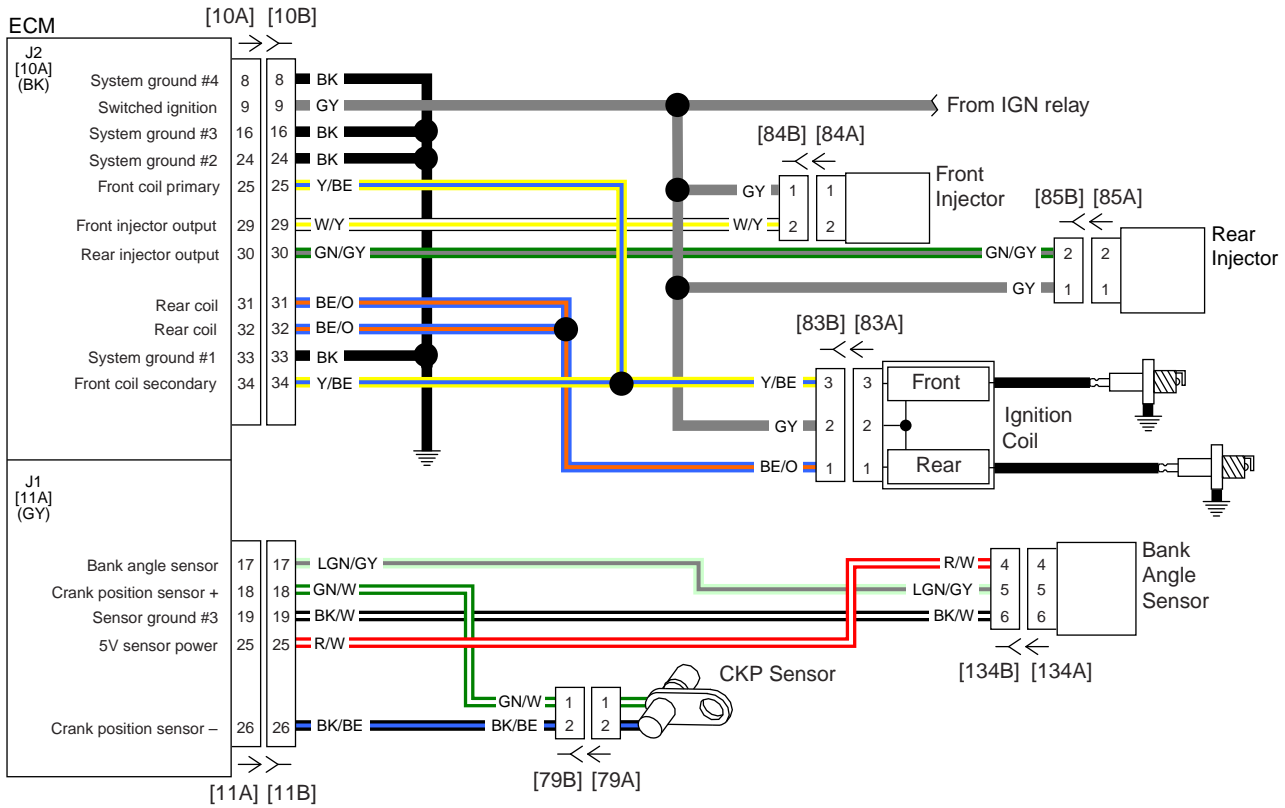 [10A] [10B]
ECM
J2
[10A]
(BK)
System ground #4 8 8 BK
Switched ignition 9 9 GY From IGN relay
System ground #3 16 16 BK
[84B] [84A]
System ground #2 24 24 BK
Front coil primary 25 25 Y/BE
GY 1 1
Front
Injector
Front injector output 29 29 W/Y W/Y 2 2
[85B] [85A]
Rear injector output 30 30 GN/GY GN/GY 2 2
Rear
Injector
GY 1 1
Rear coil 31 31 BE/O
Rear coil 32 32 BE/O
[83B] [83A]
System ground #1 33 33 BK
Front coil secondary 34 34 Y/BE Y/BE 3 3 Front
GY 2 2
Ignition
Coil
BE/O 1 1 Rear
J1
[11A]
(GY)
Bank angle sensor 17 17 LGN/GY R/W 4 4
Crank position sensor + 18 18 GN/W LGN/GY 5 5
Sensor ground #3 19 19 BK/W BK/W 6 6
Bank
Angle
Sensor
5V sensor power 25 25 R/W
[134B] [134A]
CKP Sensor
GN/W 1 1
Crank position sensor – 26 26 BK/BE BK/BE 2 2
[79B] [79A]
[11A] [11B]